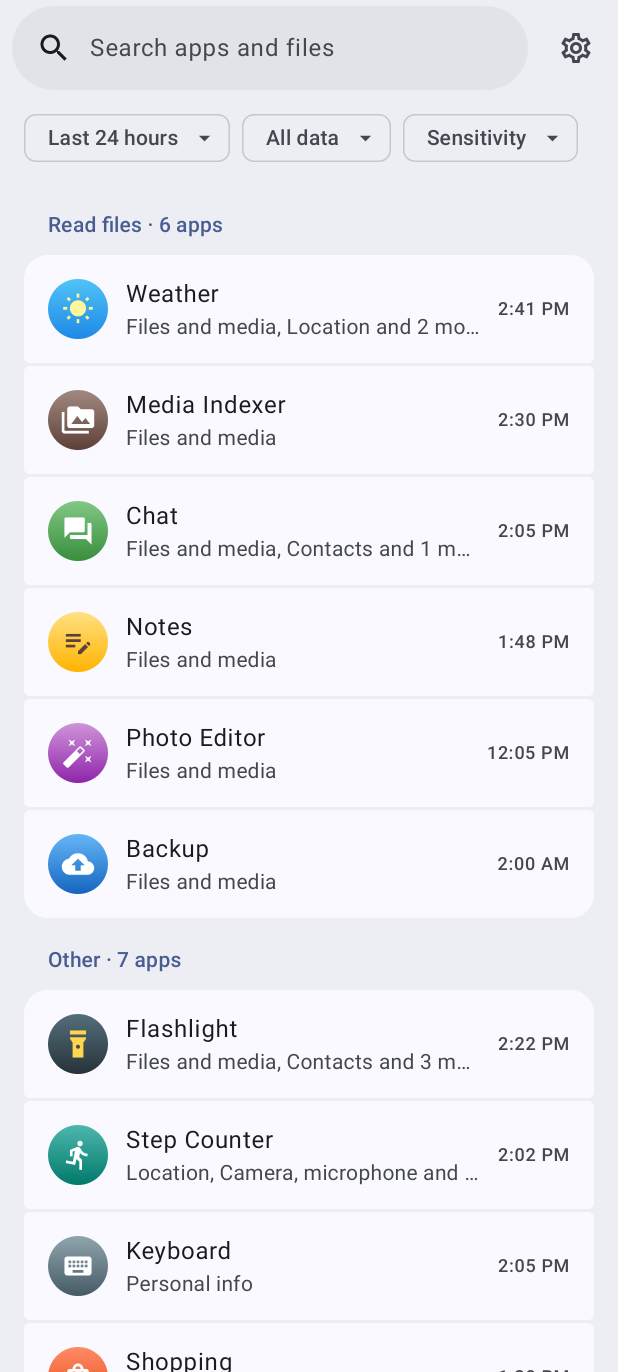 Search apps and files
Last 24 hours
All data
Sensitivity
Read files · 6 apps
Weather
Files and media, Location and 2 mo...
2:41 PM
Media Indexer
Files and media
2:30 PM
Chat
Files and media, Contacts and 1 m...
2:05 PM
Notes
Files and media
1:48 PM
Photo Editor
Files and media
12:05 PM
Backup
Files and media
2:00 AM
Other · 7 apps
Flashlight
Files and media, Contacts and 3 m...
2:22 PM
Step Counter
Location, Camera, microphone and ...
2:02 PM
Keyboard
Personal info
2:05 PM
Shopping